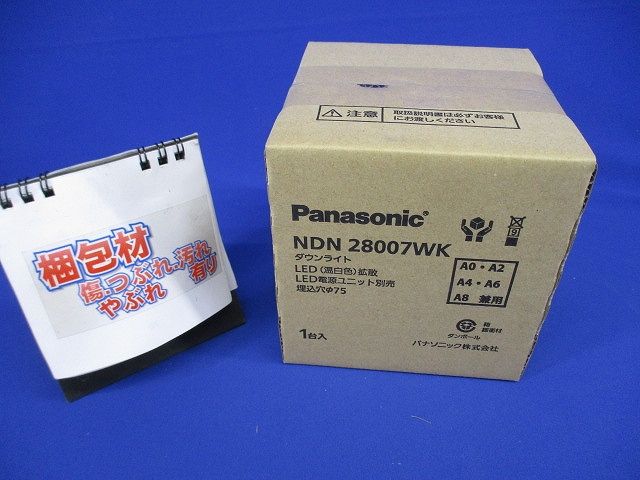 梱包材
傷.つぶれ.汚れ
やぶれ 有り
注意
取扱説明書は必ずお客様
にお渡しください
Panasonic
NDN 28007WK
ダウンライト
LED(温白色)拡散
LED電源ユニット別売
埋込穴Φ75
1台入
A0・A2
A4・A6
A8 兼用
9
ダンボール
パナソニック株式会社